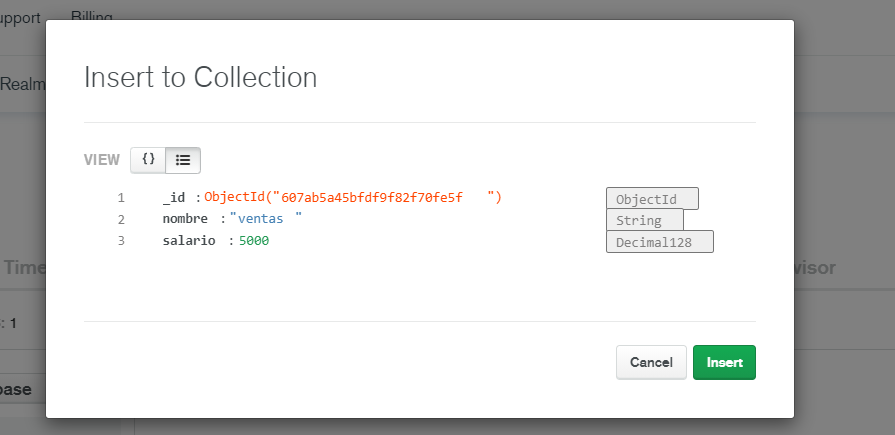 upport Billing
Realm
Insert to Collection
VIEW {}
1 _id : ObjectId("607ab5a45bfdf9f82f70fe5f ") ObjectId
2 nombre : "ventas " String
3 salario : 5000 Decimal128
Time visor
: 1
Cancel Insert
base